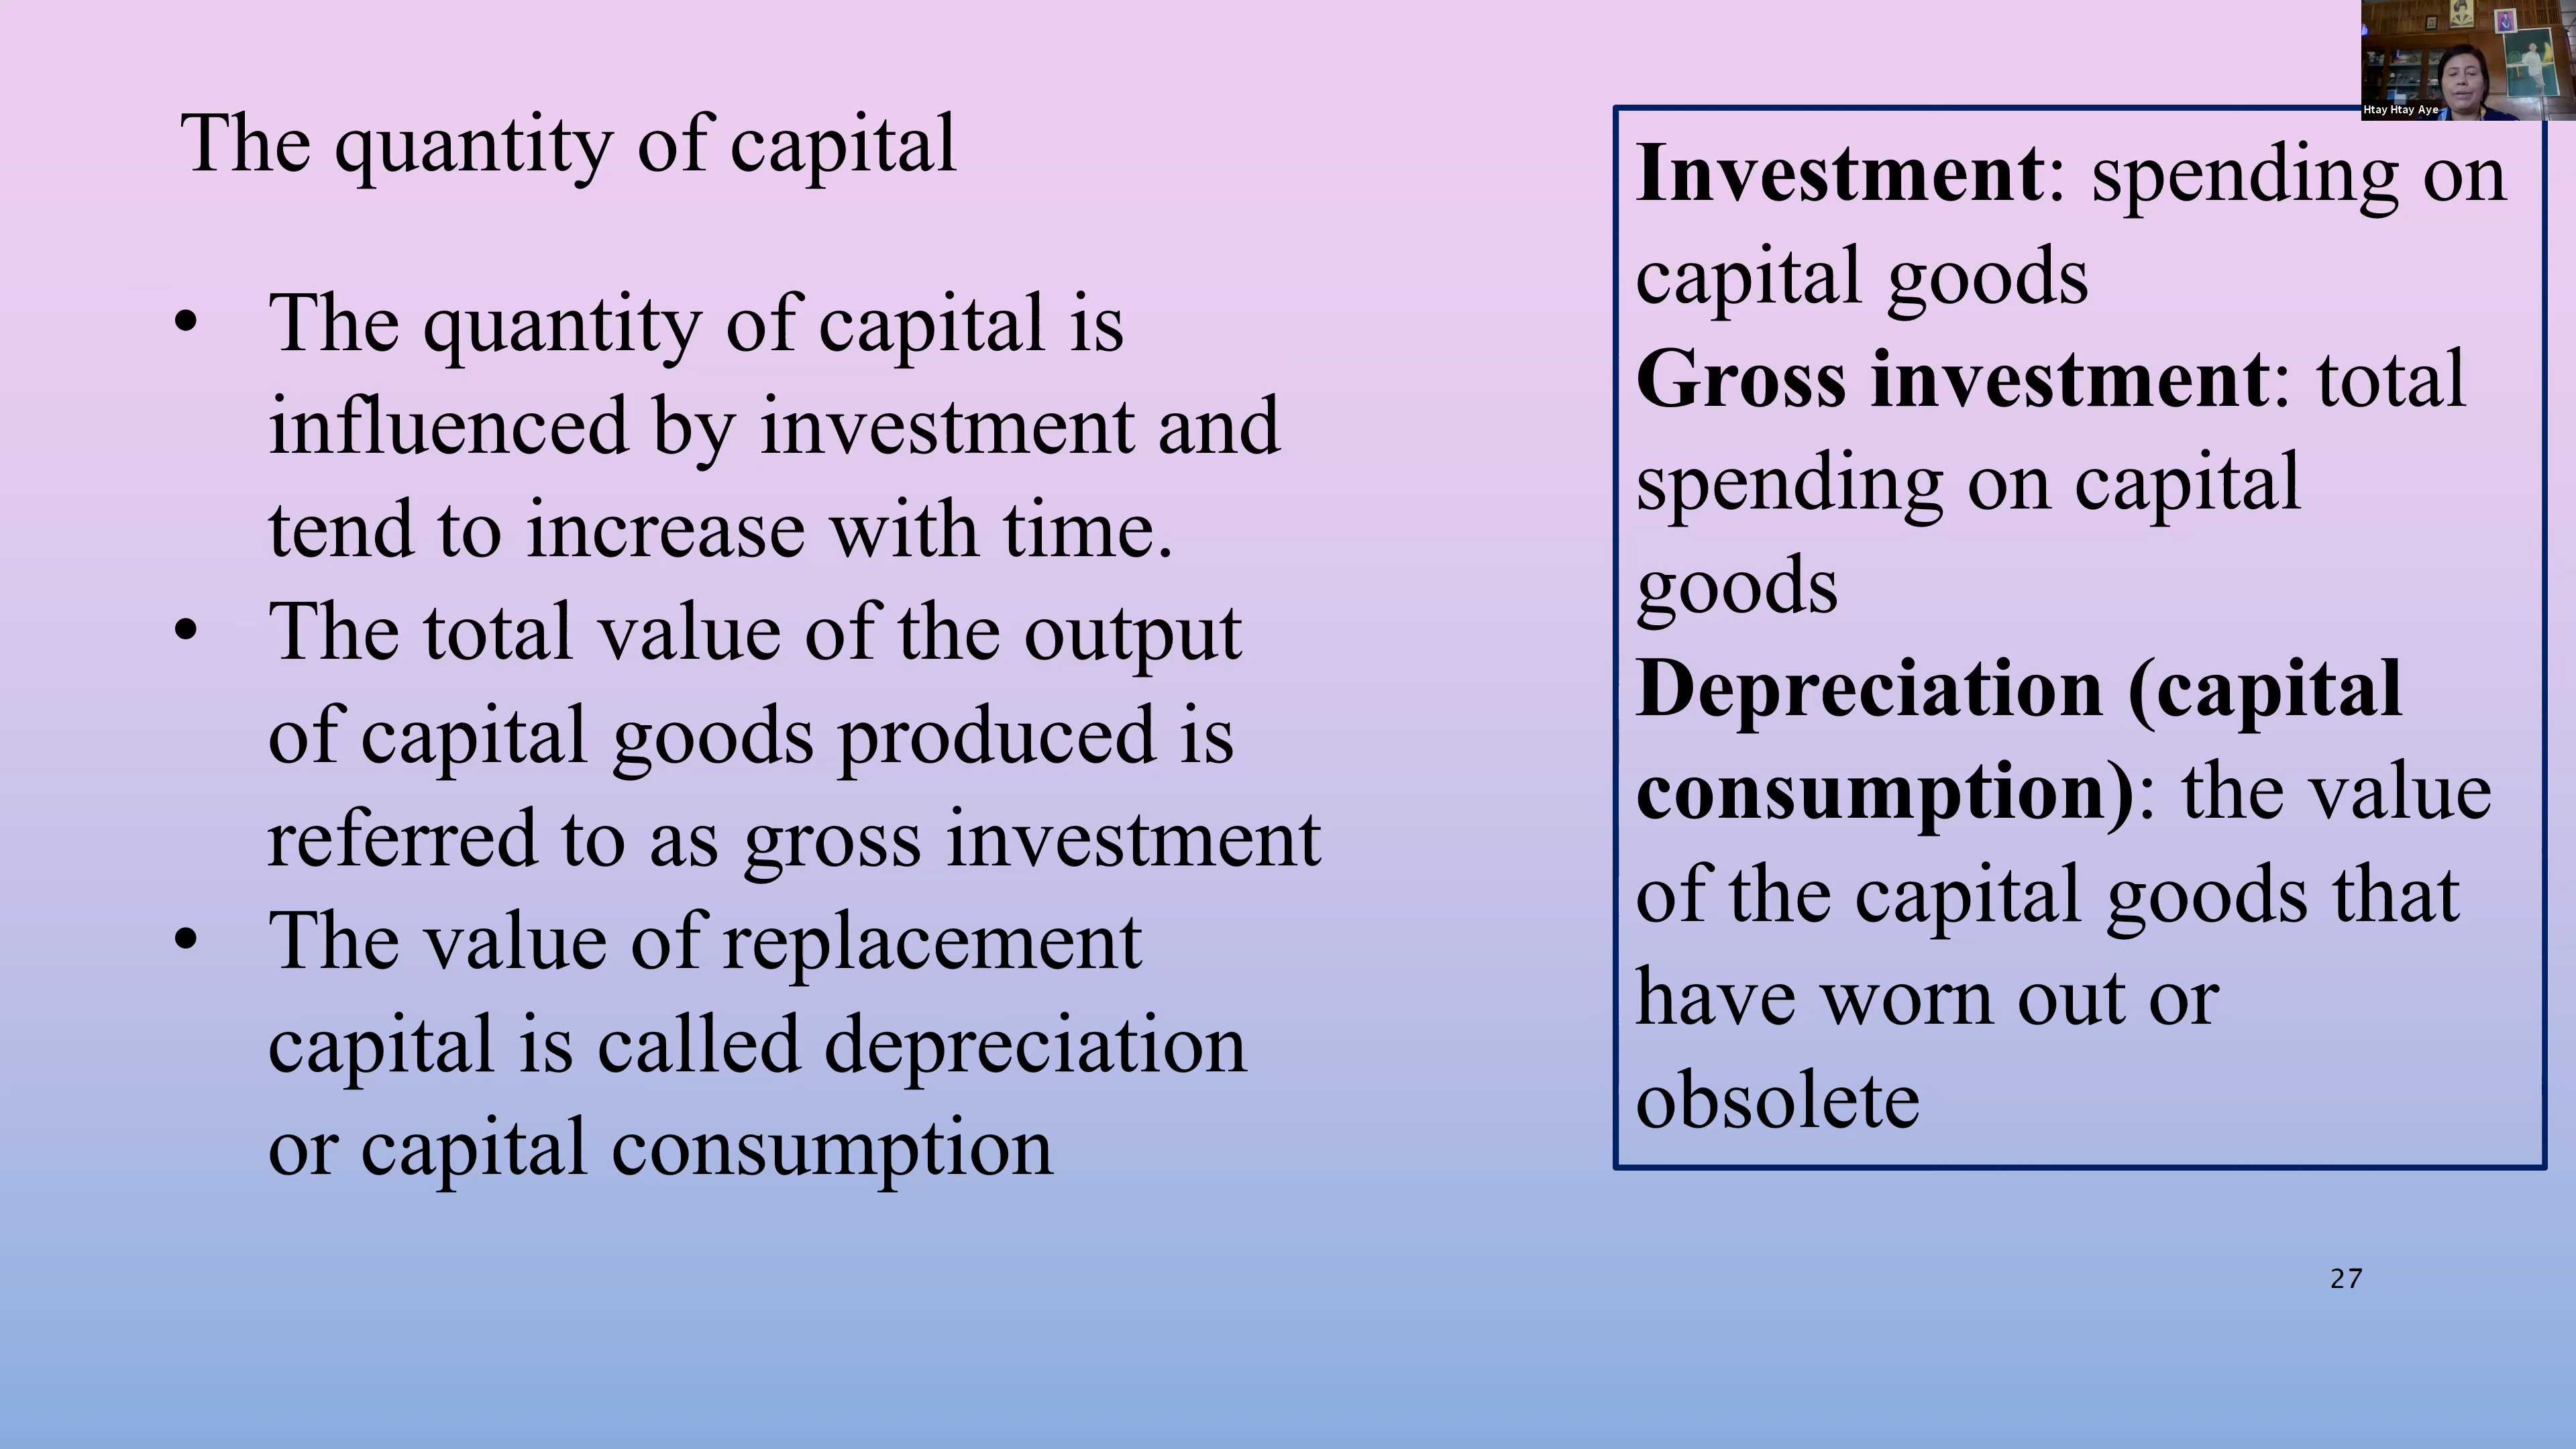 The quantity of capital
• The quantity of capital is
influenced by investment and
tend to increase with time.
• The total value of the output
of capital goods produced is
referred to as gross investment
• The value of replacement
capital is called depreciation
or capital consumption
Investment: spending on
capital goods
Gross investment: total
spending on capital
goods
Depreciation (capital
consumption): the value
of the capital goods that
have worn out or
obsolete
Htay Htay Aye
27